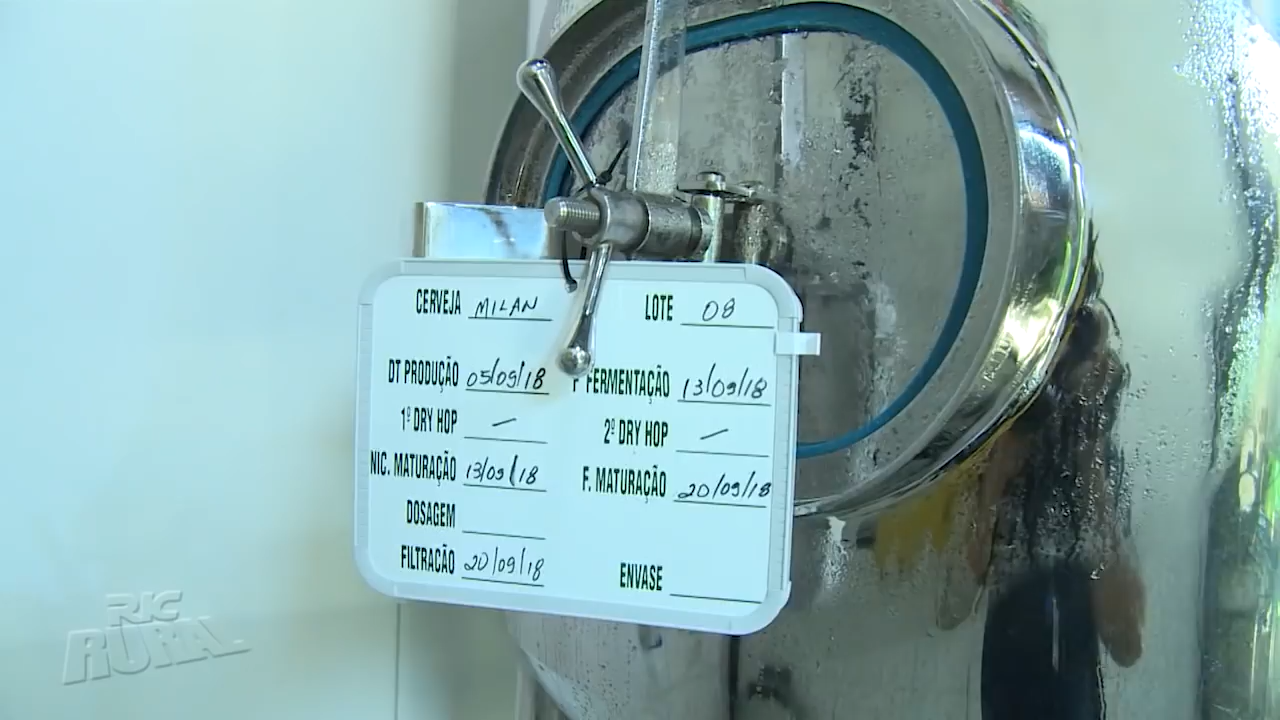 CERVEJA MILAN LOTE 08
DT PRODUÇÃO 05/09/18 F FERMENTAÇÃO 13/09/18
1º DRY HOP — 2º DRY HOP —
NIC. MATURAÇÃO 13/09/18 F. MATURAÇÃO 20/09/18
DOSAGEM
FILTRAÇÃO 20/09/18 ENVASE
RIC
RURAL